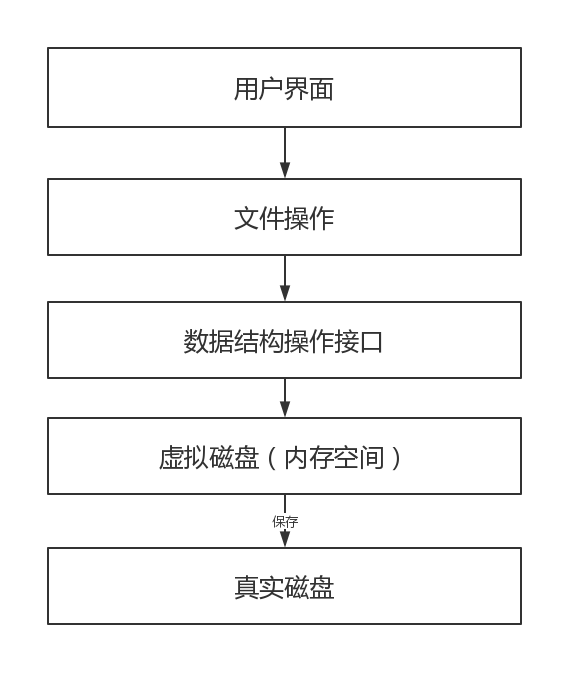 用户界面
文件操作
数据结构操作接口
虚拟磁盘（内存空间）
保存
真实磁盘